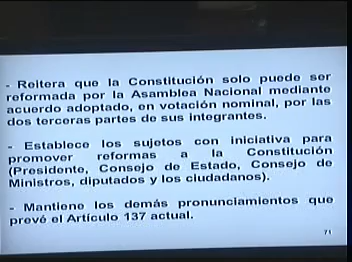 - Reitera que la Constitución solo puede ser
reformada por la Asamblea Nacional mediante
acuerdo adoptado, en votación nominal, por las
dos terceras partes de sus integrantes.
- Establece los sujetos con iniciativa para
promover reformas a la Constitución
(Presidente, Consejo de Estado, Consejo de
Ministros, diputados y los ciudadanos).
- Mantiene los demás pronunciamientos que
prevé el Artículo 137 actual.
71